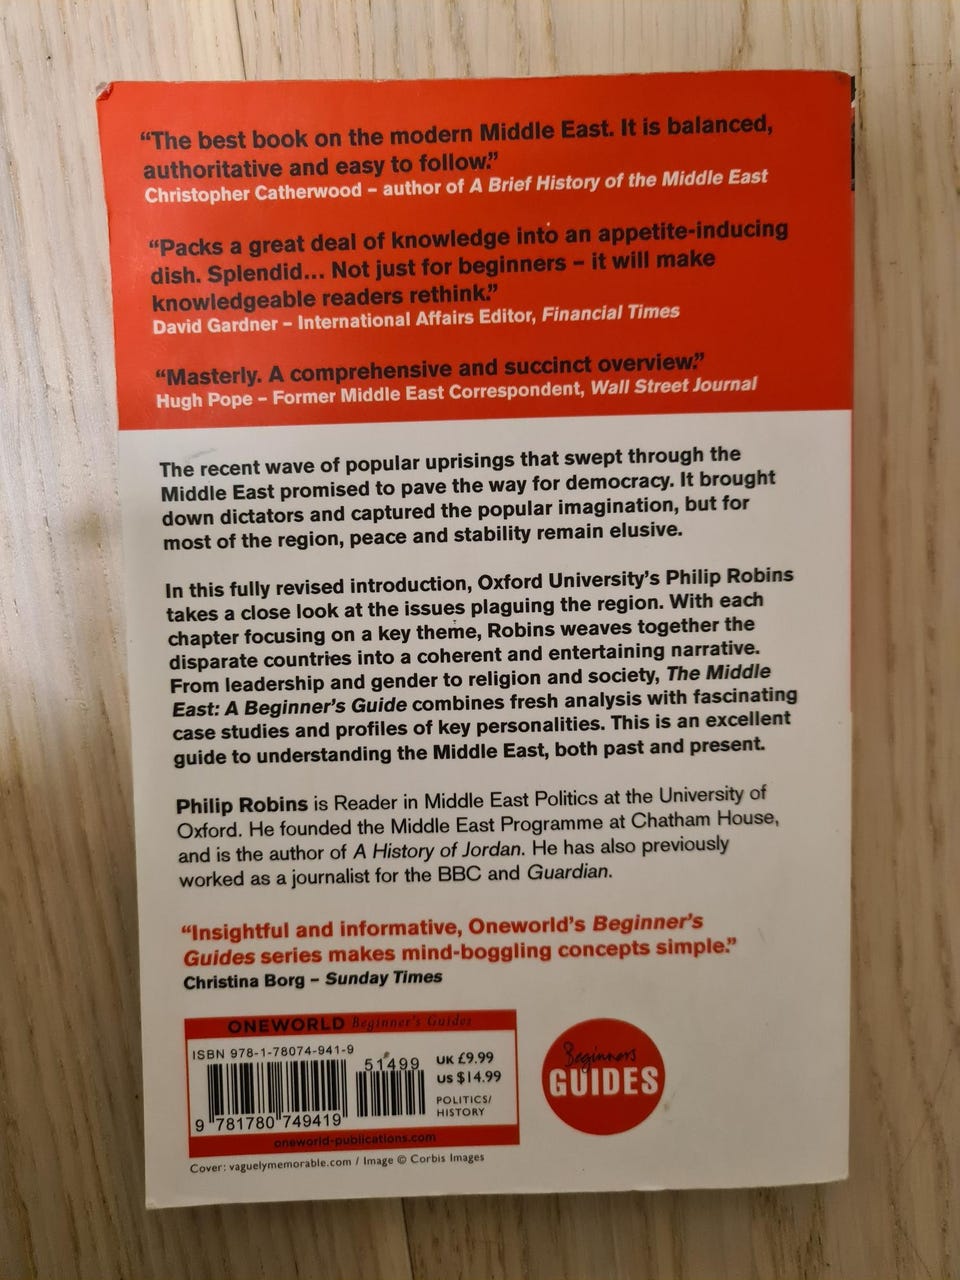 “The best book on the modern Middle East. It is balanced,
authoritative and easy to follow.”
Christopher Catherwood – author of A Brief History of the Middle East
“Packs a great deal of knowledge into an appetite-inducing
dish. Splendid... Not just for beginners – it will make
knowledgeable readers rethink.”
David Gardner – International Affairs Editor, Financial Times
“Masterly. A comprehensive and succinct overview.”
Hugh Pope – Former Middle East Correspondent, Wall Street Journal
The recent wave of popular uprisings that swept through the
Middle East promised to pave the way for democracy. It brought
down dictators and captured the popular imagination, but for
most of the region, peace and stability remain elusive.
In this fully revised introduction, Oxford University’s Philip Robins
takes a close look at the issues plaguing the region. With each
chapter focusing on a key theme, Robins weaves together the
disparate countries into a coherent and entertaining narrative.
From leadership and gender to religion and society, The Middle
East: A Beginner’s Guide combines fresh analysis with fascinating
case studies and profiles of key personalities. This is an excellent
guide to understanding the Middle East, both past and present.
Philip Robins is Reader in Middle East Politics at the University of
Oxford. He founded the Middle East Programme at Chatham House,
and is the author of A History of Jordan. He has also previously
worked as a journalist for the BBC and Guardian.
“Insightful and informative, Oneworld’s Beginner’s
Guides series makes mind-boggling concepts simple.”
Christina Borg – Sunday Times
ONEWORLD Beginner’s Guides
ISBN 978-1-78074-941-9
51499
9 781780 749419
UK £9.99
US $14.99
POLITICS/
HISTORY
oneworld-publications.com
Beginners
GUIDES
Cover: vaguelymemorable.com / Image © Corbis Images